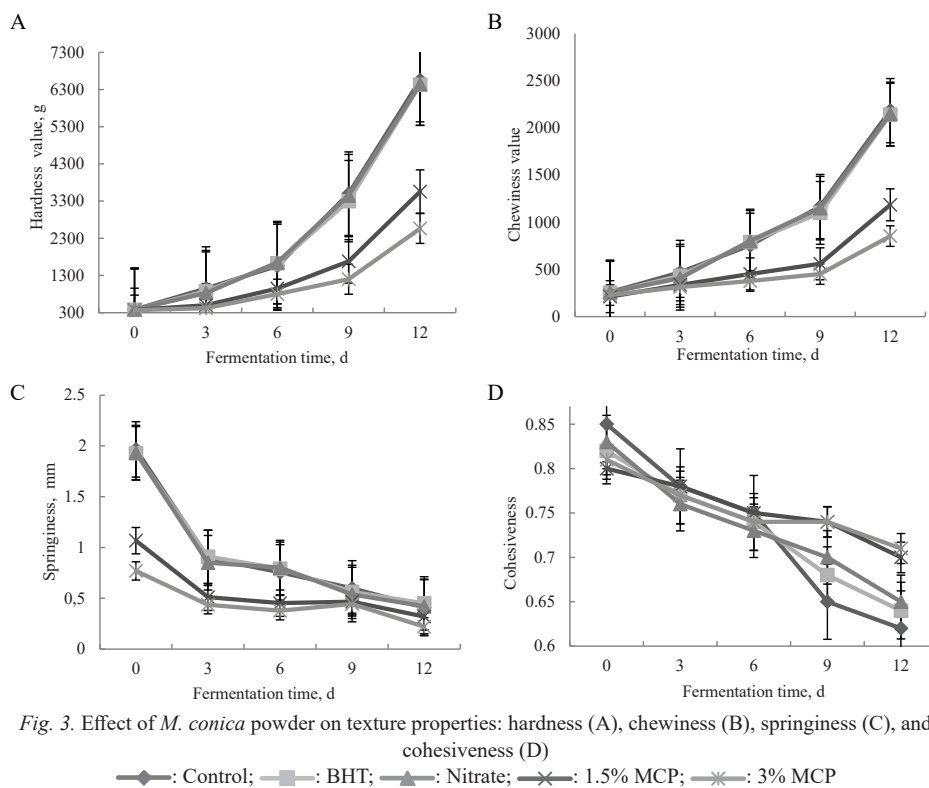 A
7300
6300
5300
4300
3300
2300
1300
300
Hardness value, g
0 3 6 9 12
Fermentation time, d
B
3000
2500
2000
1500
1000
500
0
Chewiness value
0 3 6 9 12
Fermentation time, d
C
2.5
2
1.5
1
0,5
0
Springiness, mm
0 3 6 9 12
Fermentation time, d
D
0.85
0.8
0.75
0.7
0.65
0.6
Cohesiveness
0 3 6 9 12
Fermentation time, d
Fig. 3. Effect of M. conica powder on texture properties: hardness (A), chewiness (B), springiness (C), and
cohesiveness (D)
: Control; : BHT; : Nitrate; : 1.5% MCP; : 3% MCP